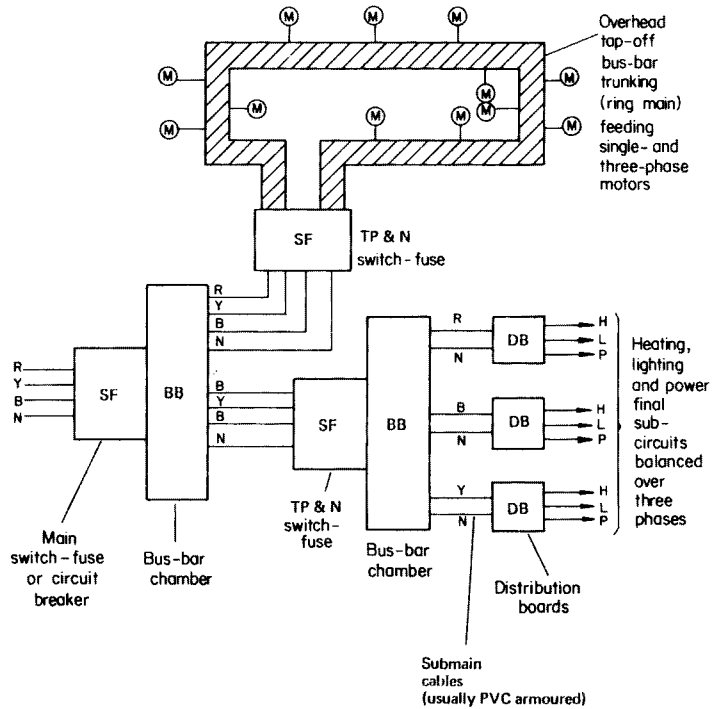 M
M
M
Overhead
tap-off
bus-bar
trunking
(ring main)
feeding
single- and
three-phase
motors
M
M
M
M
M
M
M
M
M
SF
TP & N
switch-fuse
R
Y
B
N
R
Y
B
N
SF
BB
B
Y
B
N
SF
BB
R
N
DB
H
L
P
B
N
DB
H
L
P
Y
N
DB
H
L
P
Heating,
lighting
and power
final
sub-
circuits
balanced
over
three
phases
Main
switch-fuse
or circuit
breaker
Bus-bar
chamber
TP & N
switch-
fuse
Bus-bar
chamber
Distribution
boards
Submain
cables
(usually PVC armoured)